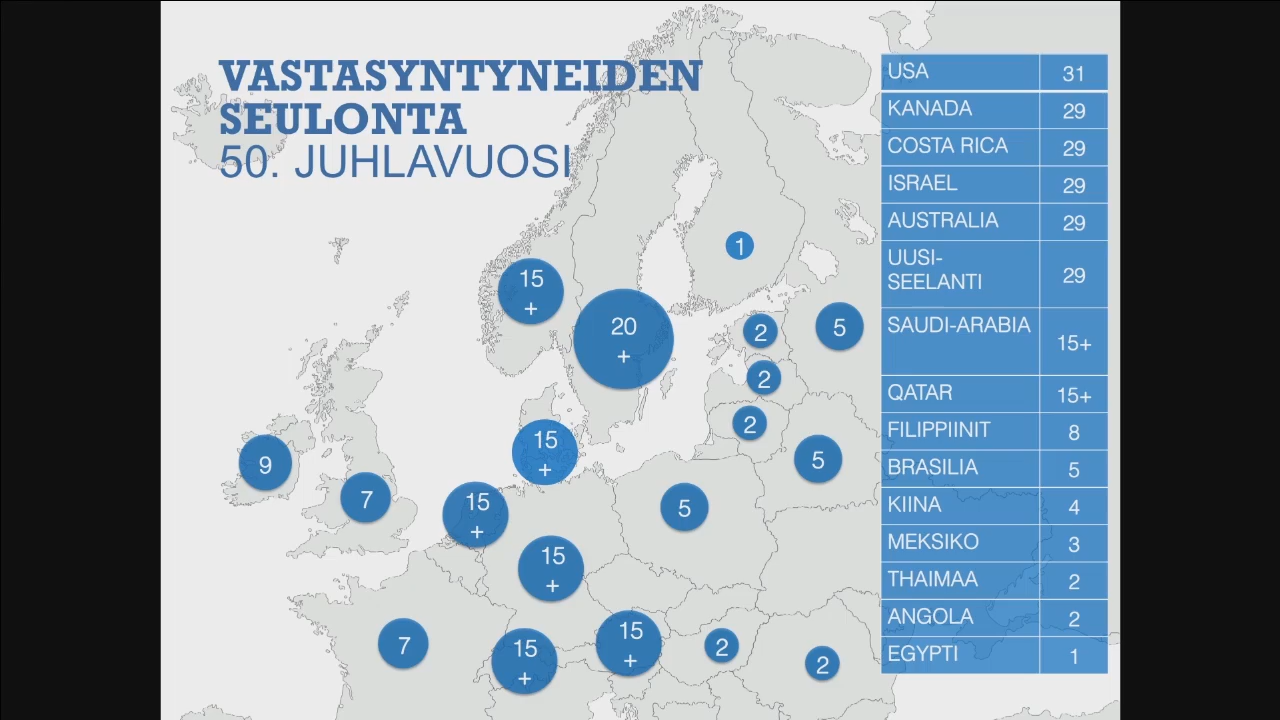 VASTASYNTYNEIDEN
SEULONTA
50. JUHLAVUOSI
USA 31
KANADA 29
COSTA RICA 29
ISRAEL 29
AUSTRALIA 29
UUSI-
SEELANTI 29
SAUDI-ARABIA 15+
QATAR 15+
FILIPPIINIT 8
BRASILIA 5
KIINA 4
MEKSIKO 3
THAIMAA 2
ANGOLA 2
EGYPTI 1
1
15
+
20
+
2
5
2
2
15
+
9
5
7
15
+
5
15
+
7
15
+
15
+
2
2